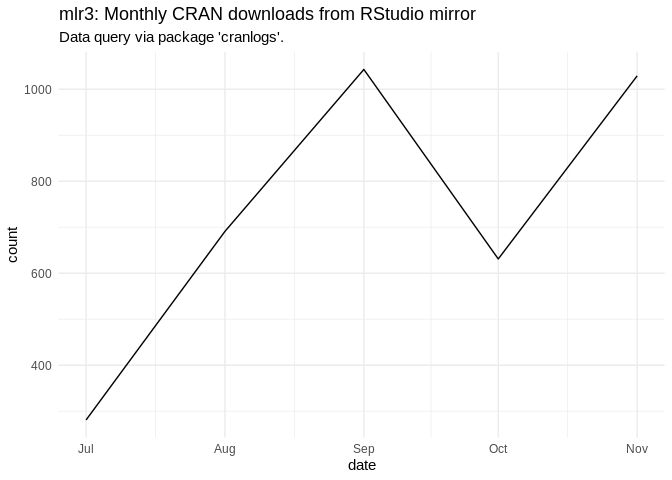 mlr3: Monthly CRAN downloads from RStudio mirror
Data query via package 'cranlogs'.
count
1000
800
600
400
Jul Aug Sep Oct Nov
date